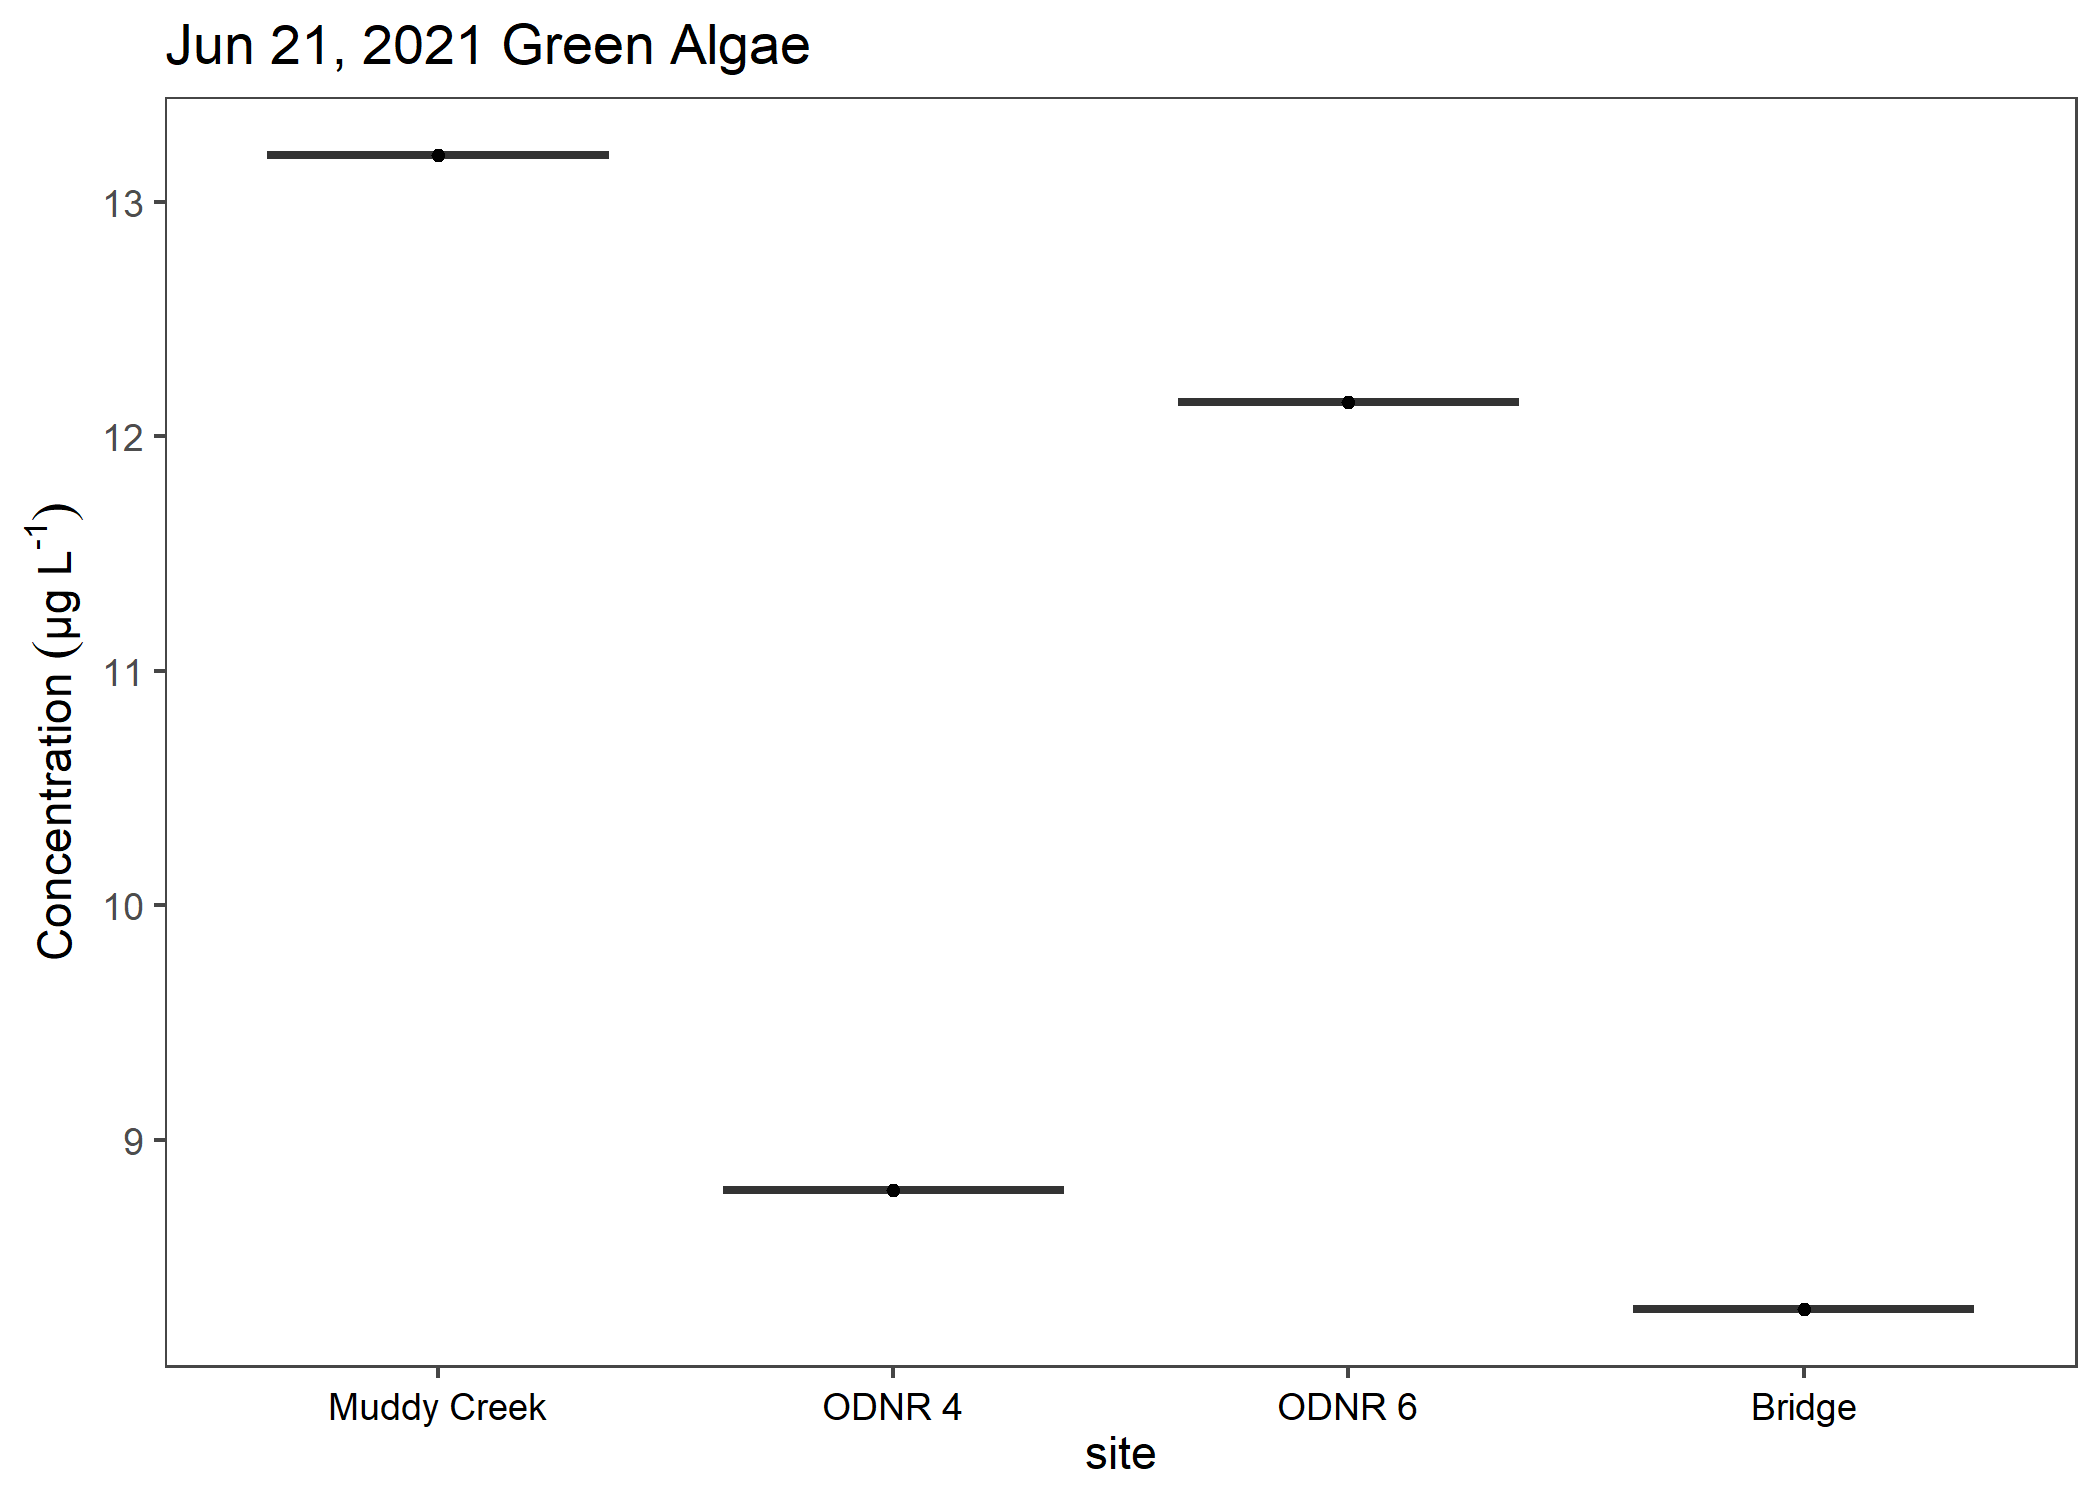 Jun 21, 2021 Green Algae
Concentration (µg L⁻¹)
13
12
11
10
9
Muddy Creek
ODNR 4
ODNR 6
Bridge
site